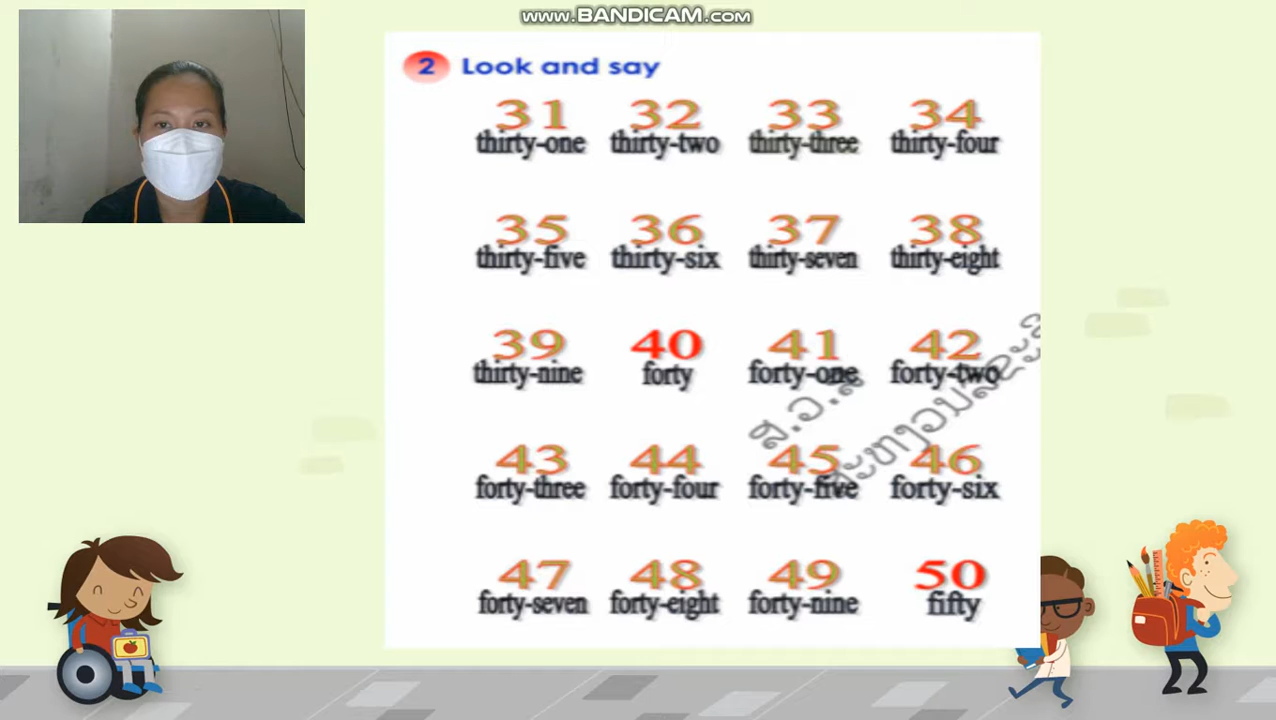 www.BANDICAM.com
2 Look and say
31 32 33 34
thirty-one thirty-two thirty-three thirty-four
35 36 37 38
thirty-five thirty-six thirty-seven thirty-eight
39 40 41 42
thirty-nine forty forty-one forty-two
43 44 45 46
forty-three forty-four forty-five forty-six
47 48 49 50
forty-seven forty-eight forty-nine fifty